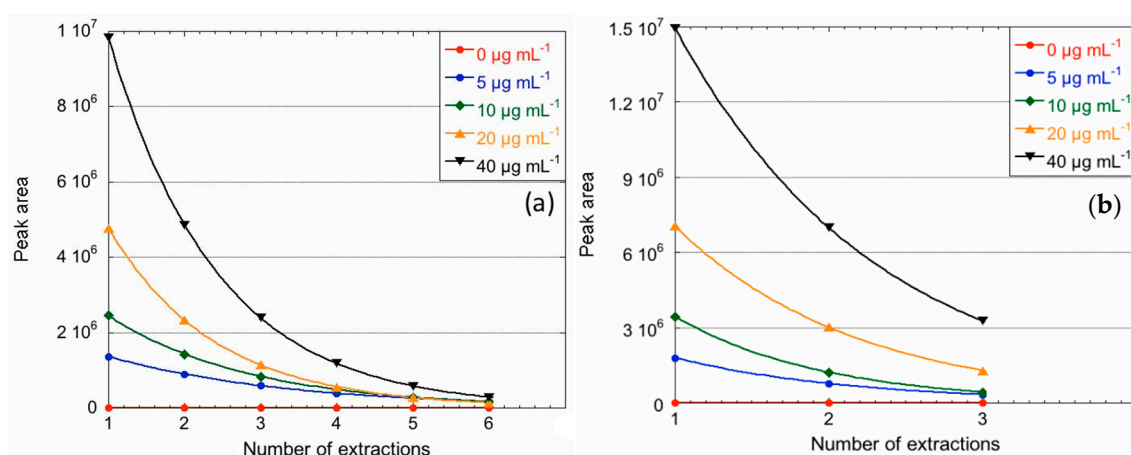 1 10⁷
8 10⁶
6 10⁶
4 10⁶
2 10⁶
0
Peak area
1 2 3 4 5 6
Number of extractions
0 µg mL⁻¹
5 µg mL⁻¹
10 µg mL⁻¹
20 µg mL⁻¹
40 µg mL⁻¹
(a)
1.5 10⁷
1.2 10⁷
9 10⁶
6 10⁶
3 10⁶
0
Peak area
1 2 3
Number of extractions
0 µg mL⁻¹
5 µg mL⁻¹
10 µg mL⁻¹
20 µg mL⁻¹
40 µg mL⁻¹
(b)